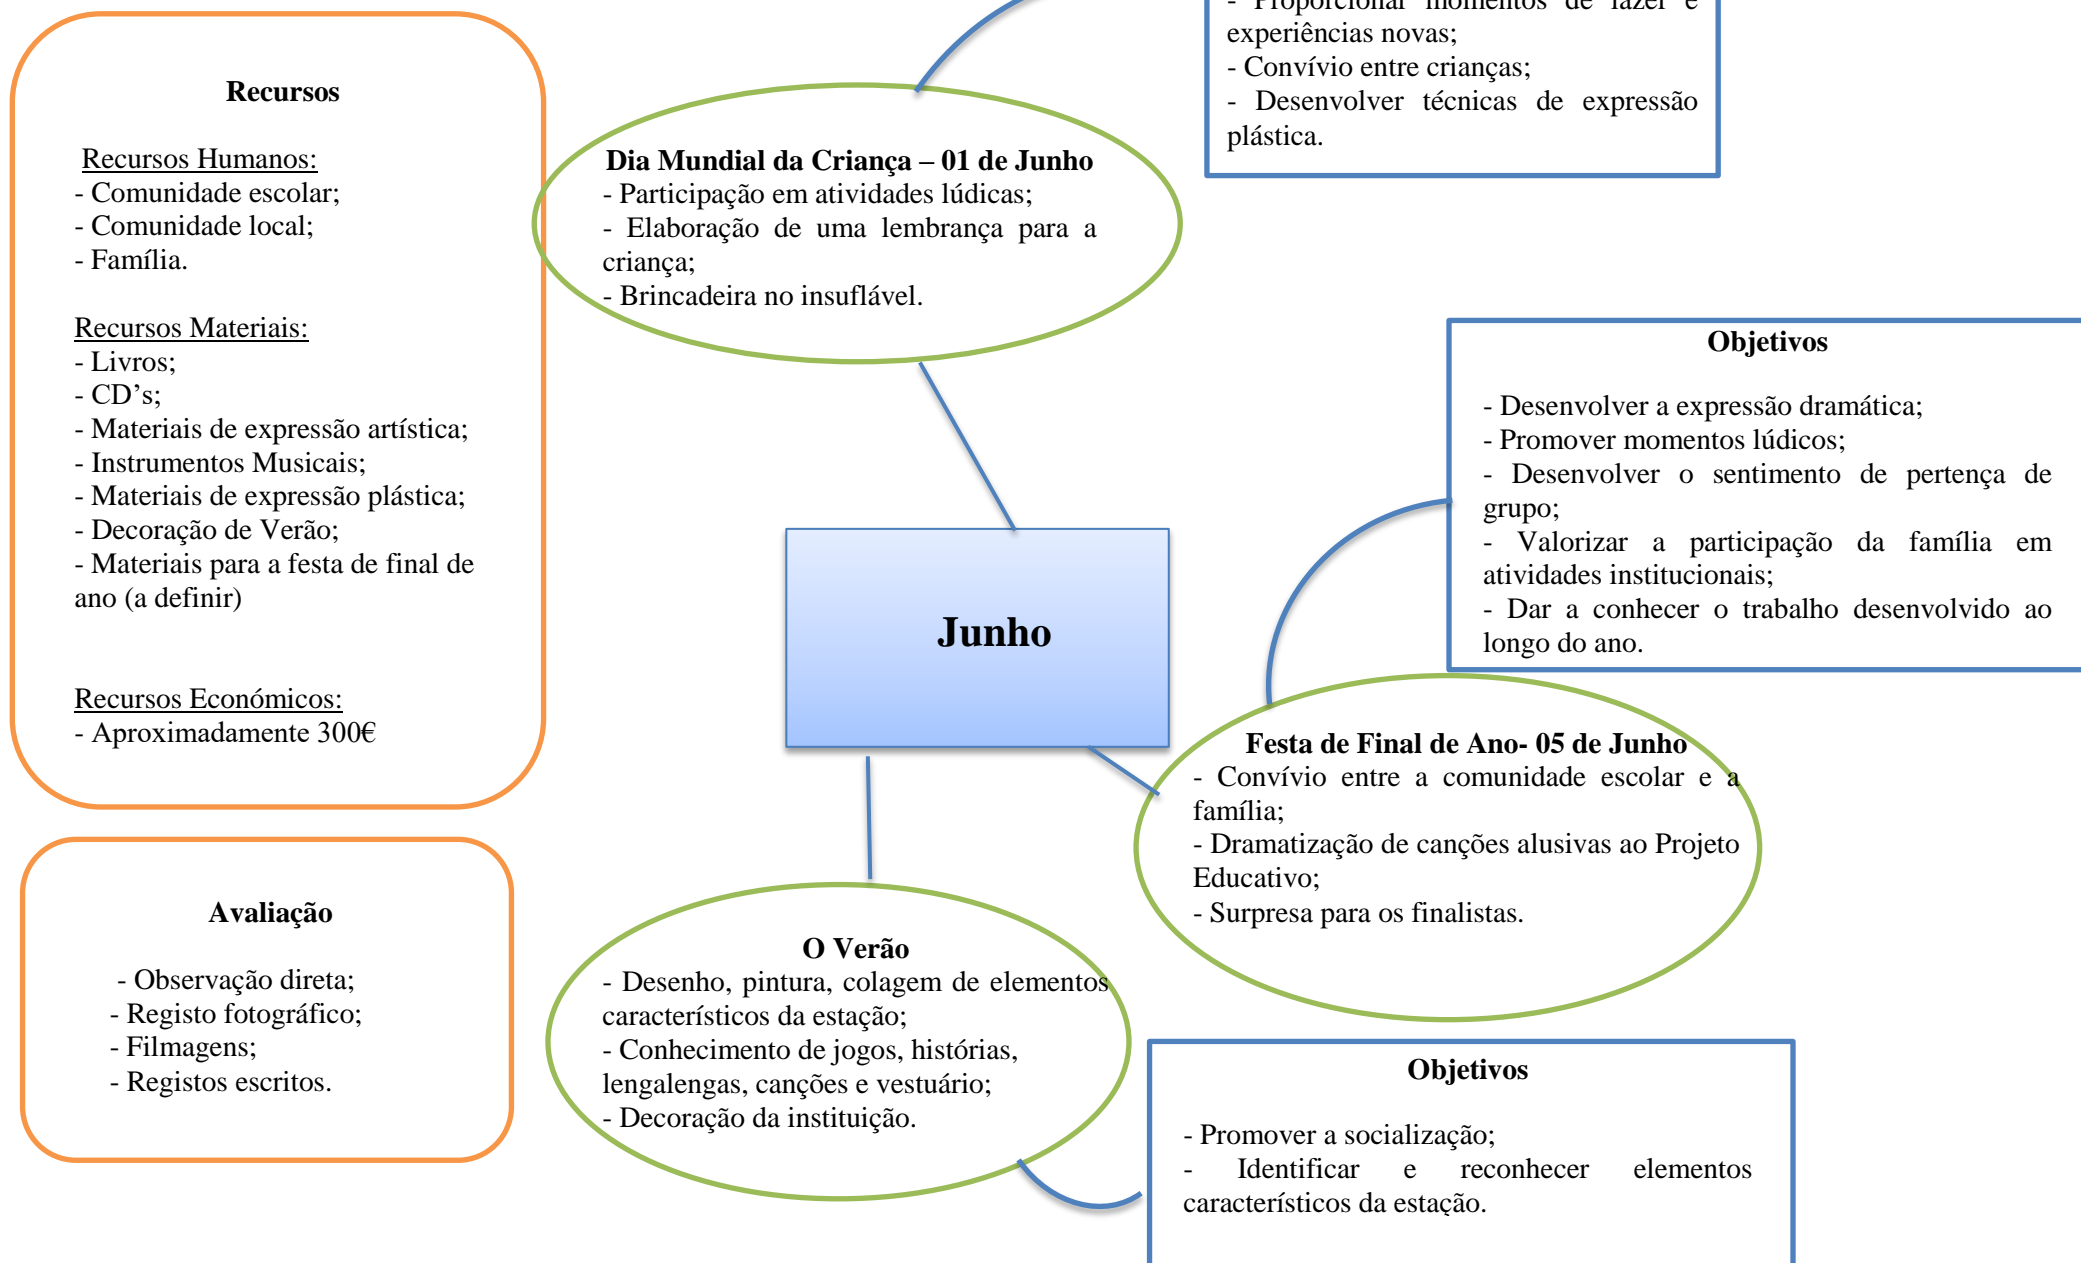 Recursos
Recursos Humanos:
- Comunidade escolar;
- Comunidade local;
- Família.
Recursos Materiais:
- Livros;
- CD’s;
- Materiais de expressão artística;
- Instrumentos Musicais;
- Materiais de expressão plástica;
- Decoração de Verão;
- Materiais para a festa de final de
ano (a definir)
Recursos Económicos:
- Aproximadamente 300€
Avaliação
- Observação direta;
- Registo fotográfico;
- Filmagens;
- Registos escritos.
Dia Mundial da Criança – 01 de Junho
- Participação em atividades lúdicas;
- Elaboração de uma lembrança para a
criança;
- Brincadeira no insuflável.
- Proporcionar momentos de lazer e
experiências novas;
- Convívio entre crianças;
- Desenvolver técnicas de expressão
plástica.
Junho
Objetivos
- Desenvolver a expressão dramática;
- Promover momentos lúdicos;
- Desenvolver o sentimento de pertença de
grupo;
- Valorizar a participação da família em
atividades institucionais;
- Dar a conhecer o trabalho desenvolvido ao
longo do ano.
Festa de Final de Ano- 05 de Junho
- Convívio entre a comunidade escolar e a
família;
- Dramatização de canções alusivas ao Projeto
Educativo;
- Surpresa para os finalistas.
O Verão
- Desenho, pintura, colagem de elementos
característicos da estação;
- Conhecimento de jogos, histórias,
lengalengas, canções e vestuário;
- Decoração da instituição.
Objetivos
- Promover a socialização;
- Identificar e reconhecer elementos
característicos da estação.